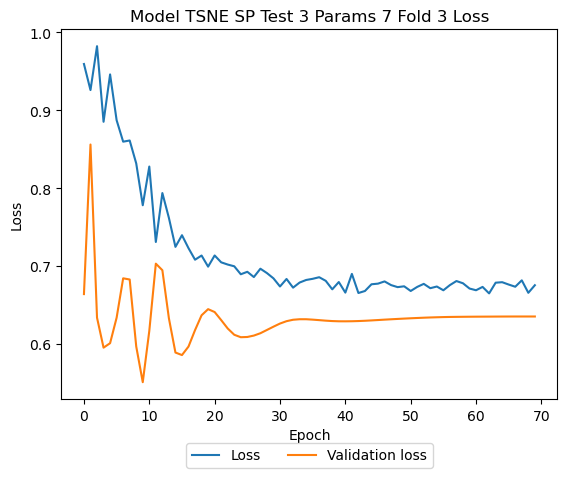 Model TSNE SP Test 3 Params 7 Fold 3 Loss
1.0
0.9
0.8
0.7
0.6
Loss
0 10 20 30 40 50 60 70
Epoch
Loss Validation loss